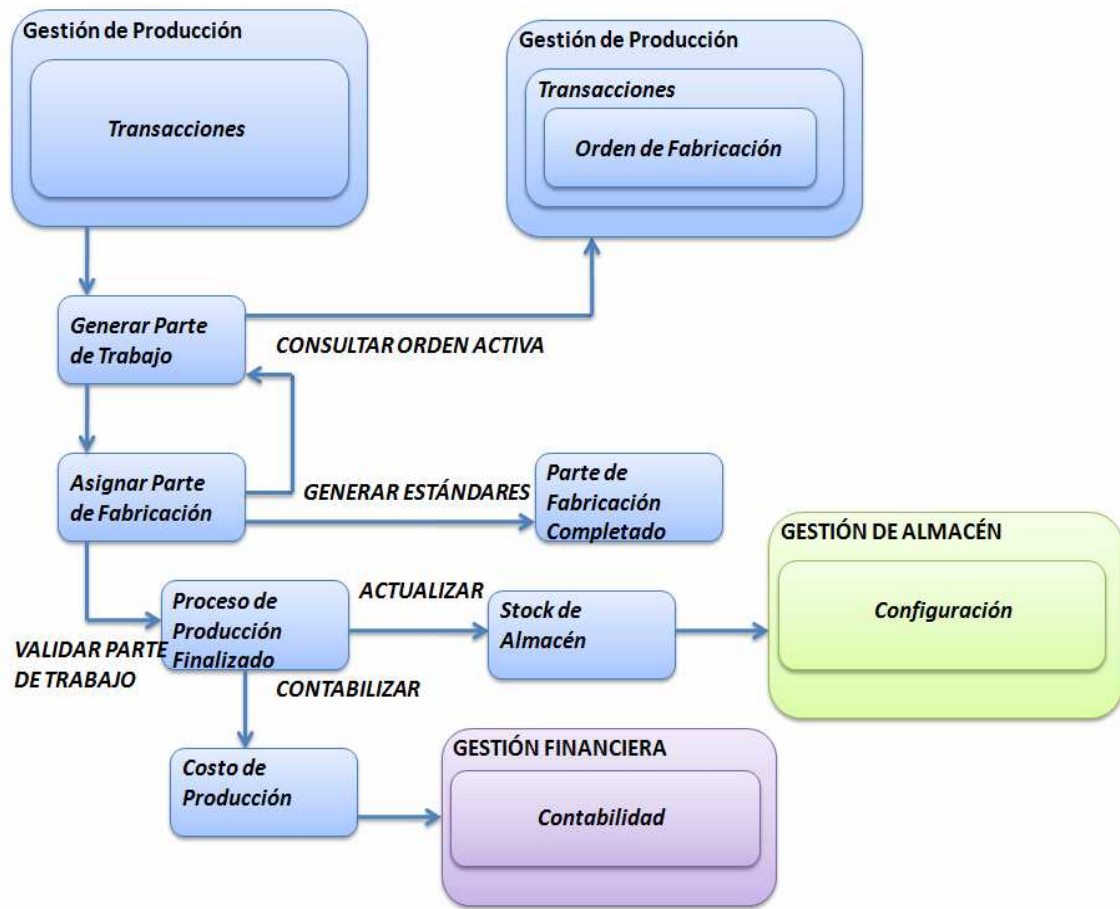 Gestión de Producción
Transacciones
Gestión de Producción
Transacciones
Orden de Fabricación
Generar Parte
de Trabajo
CONSULTAR ORDEN ACTIVA
Asignar Parte
de Fabricación
GENERAR ESTÁNDARES
Parte de
Fabricación
Completado
GESTIÓN DE ALMACÉN
Configuración
Proceso de
Producción
Finalizado
ACTUALIZAR
Stock de
Almacén
VALIDAR PARTE
DE TRABAJO
CONTABILIZAR
Costo de
Producción
GESTIÓN FINANCIERA
Contabilidad